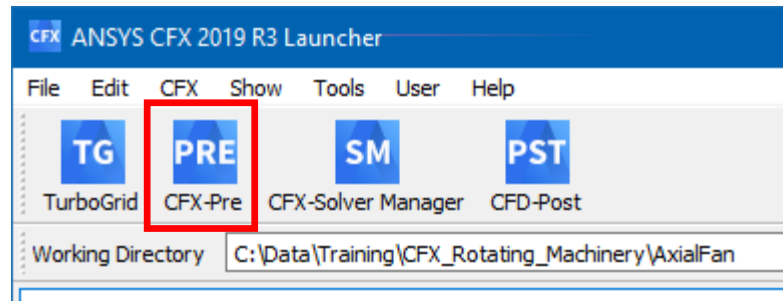 CFX ANSYS CFX 2019 R3 Launcher
File Edit CFX Show Tools User Help
TG PRE SM PST
TurboGrid CFX-Pre CFX-Solver Manager CFD-Post
Working Directory C:\Data\Training\CFX_Rotating_Machinery\AxialFan